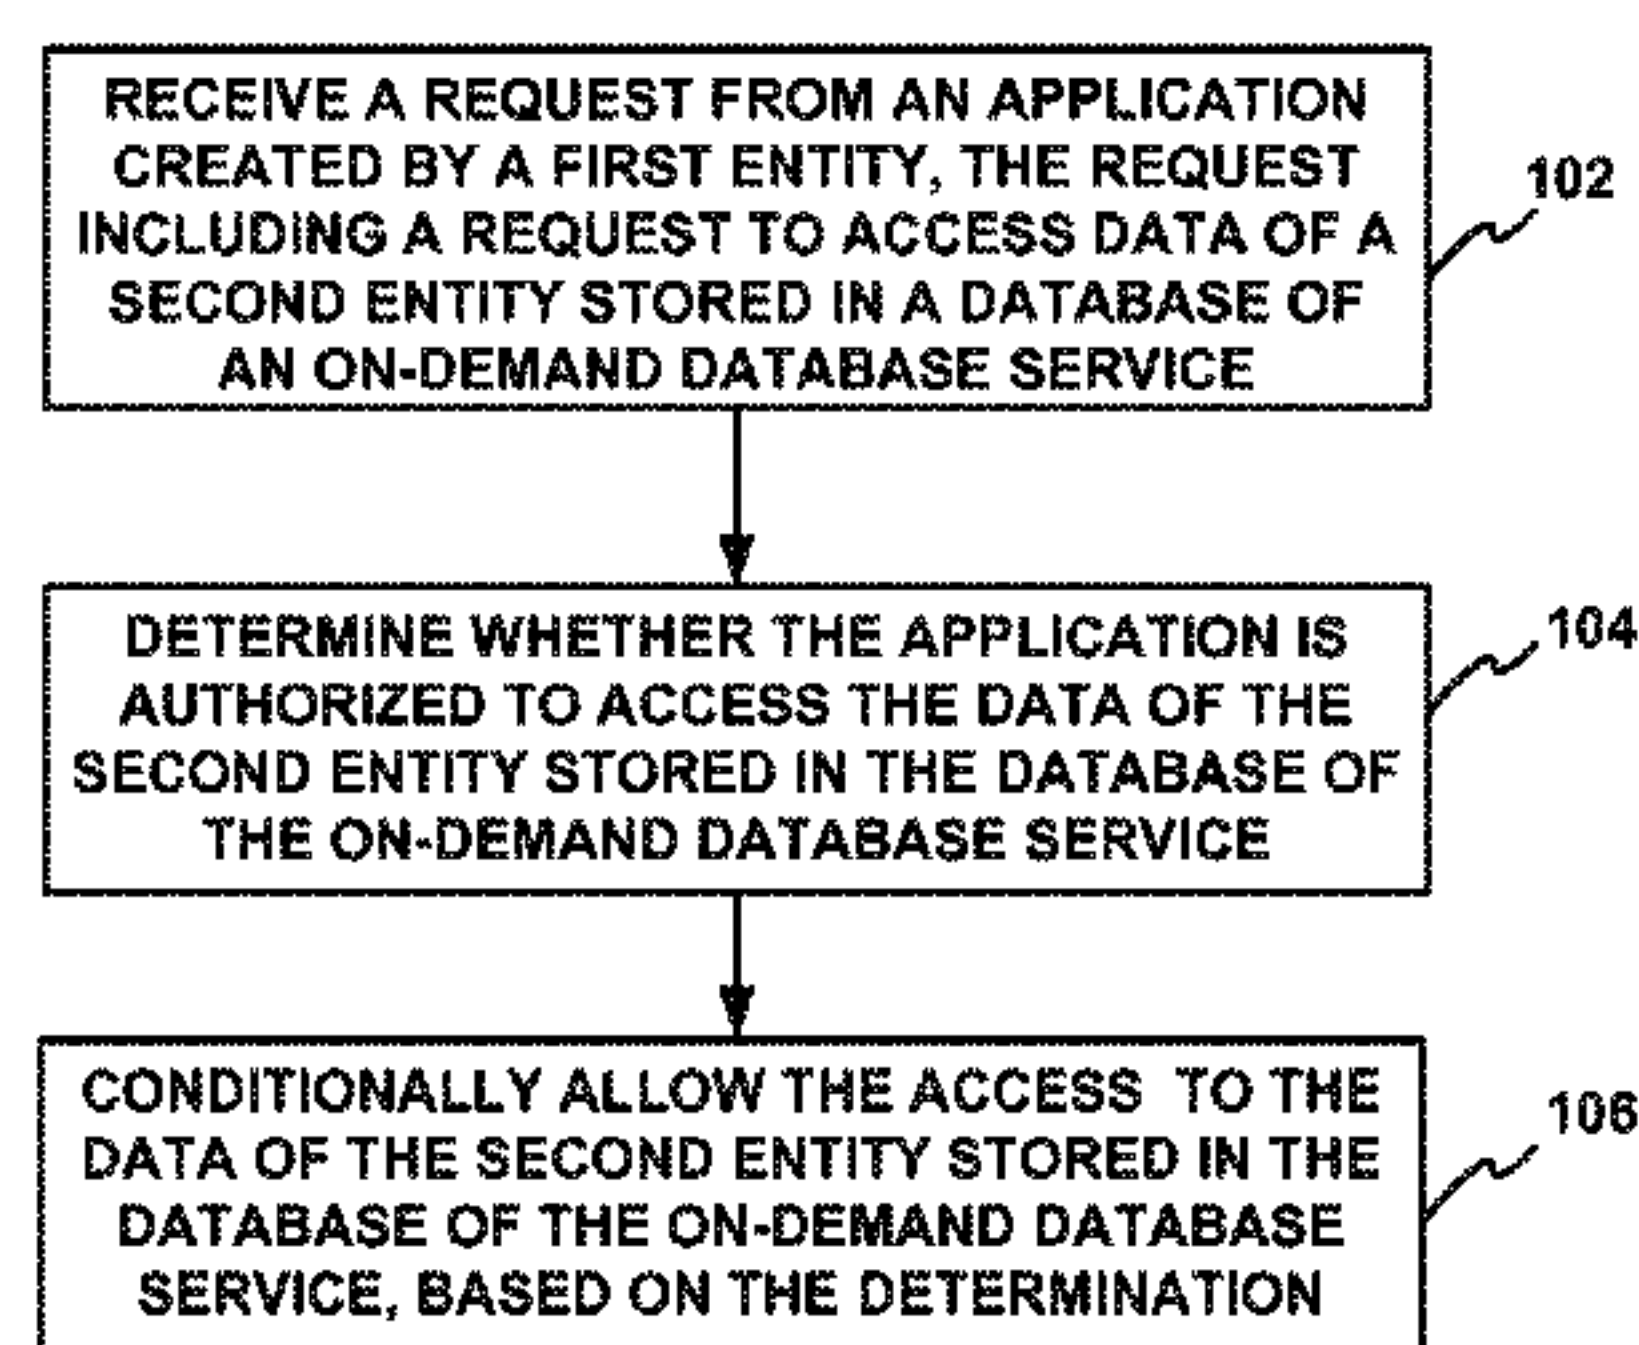 RECEIVE A REQUEST FROM AN APPLICATION
CREATED BY A FIRST ENTITY, THE REQUEST
INCLUDING A REQUEST TO ACCESS DATA OF A
SECOND ENTITY STORED IN A DATABASE OF
AN ON-DEMAND DATABASE SERVICE
102
DETERMINE WHETHER THE APPLICATION IS
AUTHORIZED TO ACCESS THE DATA OF THE
SECOND ENTITY STORED IN THE DATABASE OF
THE ON-DEMAND DATABASE SERVICE
104
CONDITIONALLY ALLOW THE ACCESS TO THE
DATA OF THE SECOND ENTITY STORED IN THE
DATABASE OF THE ON-DEMAND DATABASE
SERVICE, BASED ON THE DETERMINATION
106